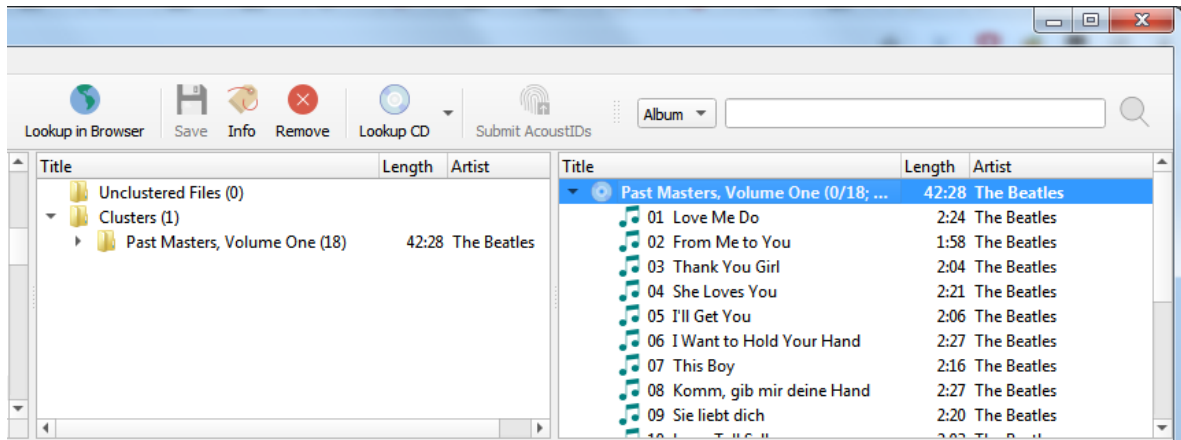 Lookup in Browser Save Info Remove Lookup CD Submit AcoustIDs Album
Title Length Artist
Unclustered Files (0)
Clusters (1)
Past Masters, Volume One (18) 42:28 The Beatles
Title Length Artist
Past Masters, Volume One (0/18; ... 42:28 The Beatles
01 Love Me Do 2:24 The Beatles
02 From Me to You 1:58 The Beatles
03 Thank You Girl 2:04 The Beatles
04 She Loves You 2:21 The Beatles
05 I'll Get You 2:06 The Beatles
06 I Want to Hold Your Hand 2:27 The Beatles
07 This Boy 2:16 The Beatles
08 Komm, gib mir deine Hand 2:27 The Beatles
09 Sie liebt dich 2:20 The Beatles